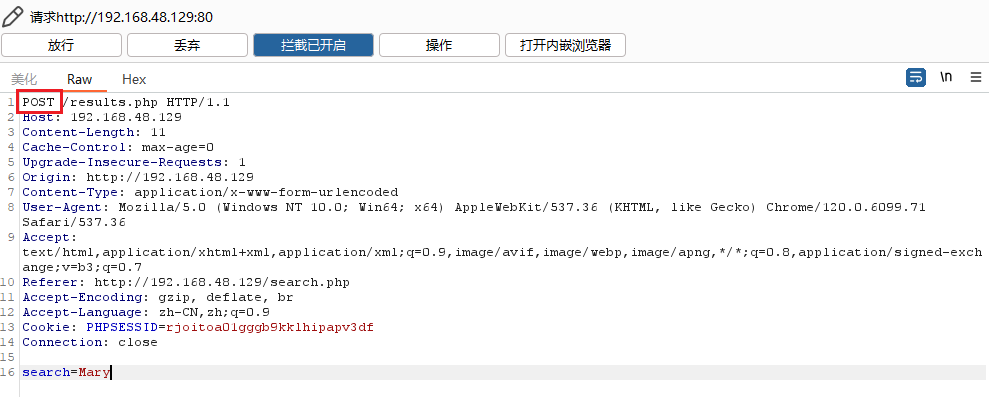 请求http://192.168.48.129:80
放行 丢弃 拦截已开启 操作 打开内嵌浏览器
美化 Raw Hex \n
1 POST /results.php HTTP/1.1
2 Host: 192.168.48.129
3 Content-Length: 11
4 Cache-Control: max-age=0
5 Upgrade-Insecure-Requests: 1
6 Origin: http://192.168.48.129
7 Content-Type: application/x-www-form-urlencoded
8 User-Agent: Mozilla/5.0 (Windows NT 10.0; Win64; x64) AppleWebKit/537.36 (KHTML, like Gecko) Chrome/120.0.6099.71
Safari/537.36
9 Accept:
text/html,application/xhtml+xml,application/xml;q=0.9,image/avif,image/webp,image/apng,*/*;q=0.8,application/signed-exch
ange;v=b3;q=0.7
10 Referer: http://192.168.48.129/search.php
11 Accept-Encoding: gzip, deflate, br
12 Accept-Language: zh-CN,zh;q=0.9
13 Cookie: PHPSESSID=rjoitoa01gggb9kklhipapv3df
14 Connection: close
15
16 search=Mary